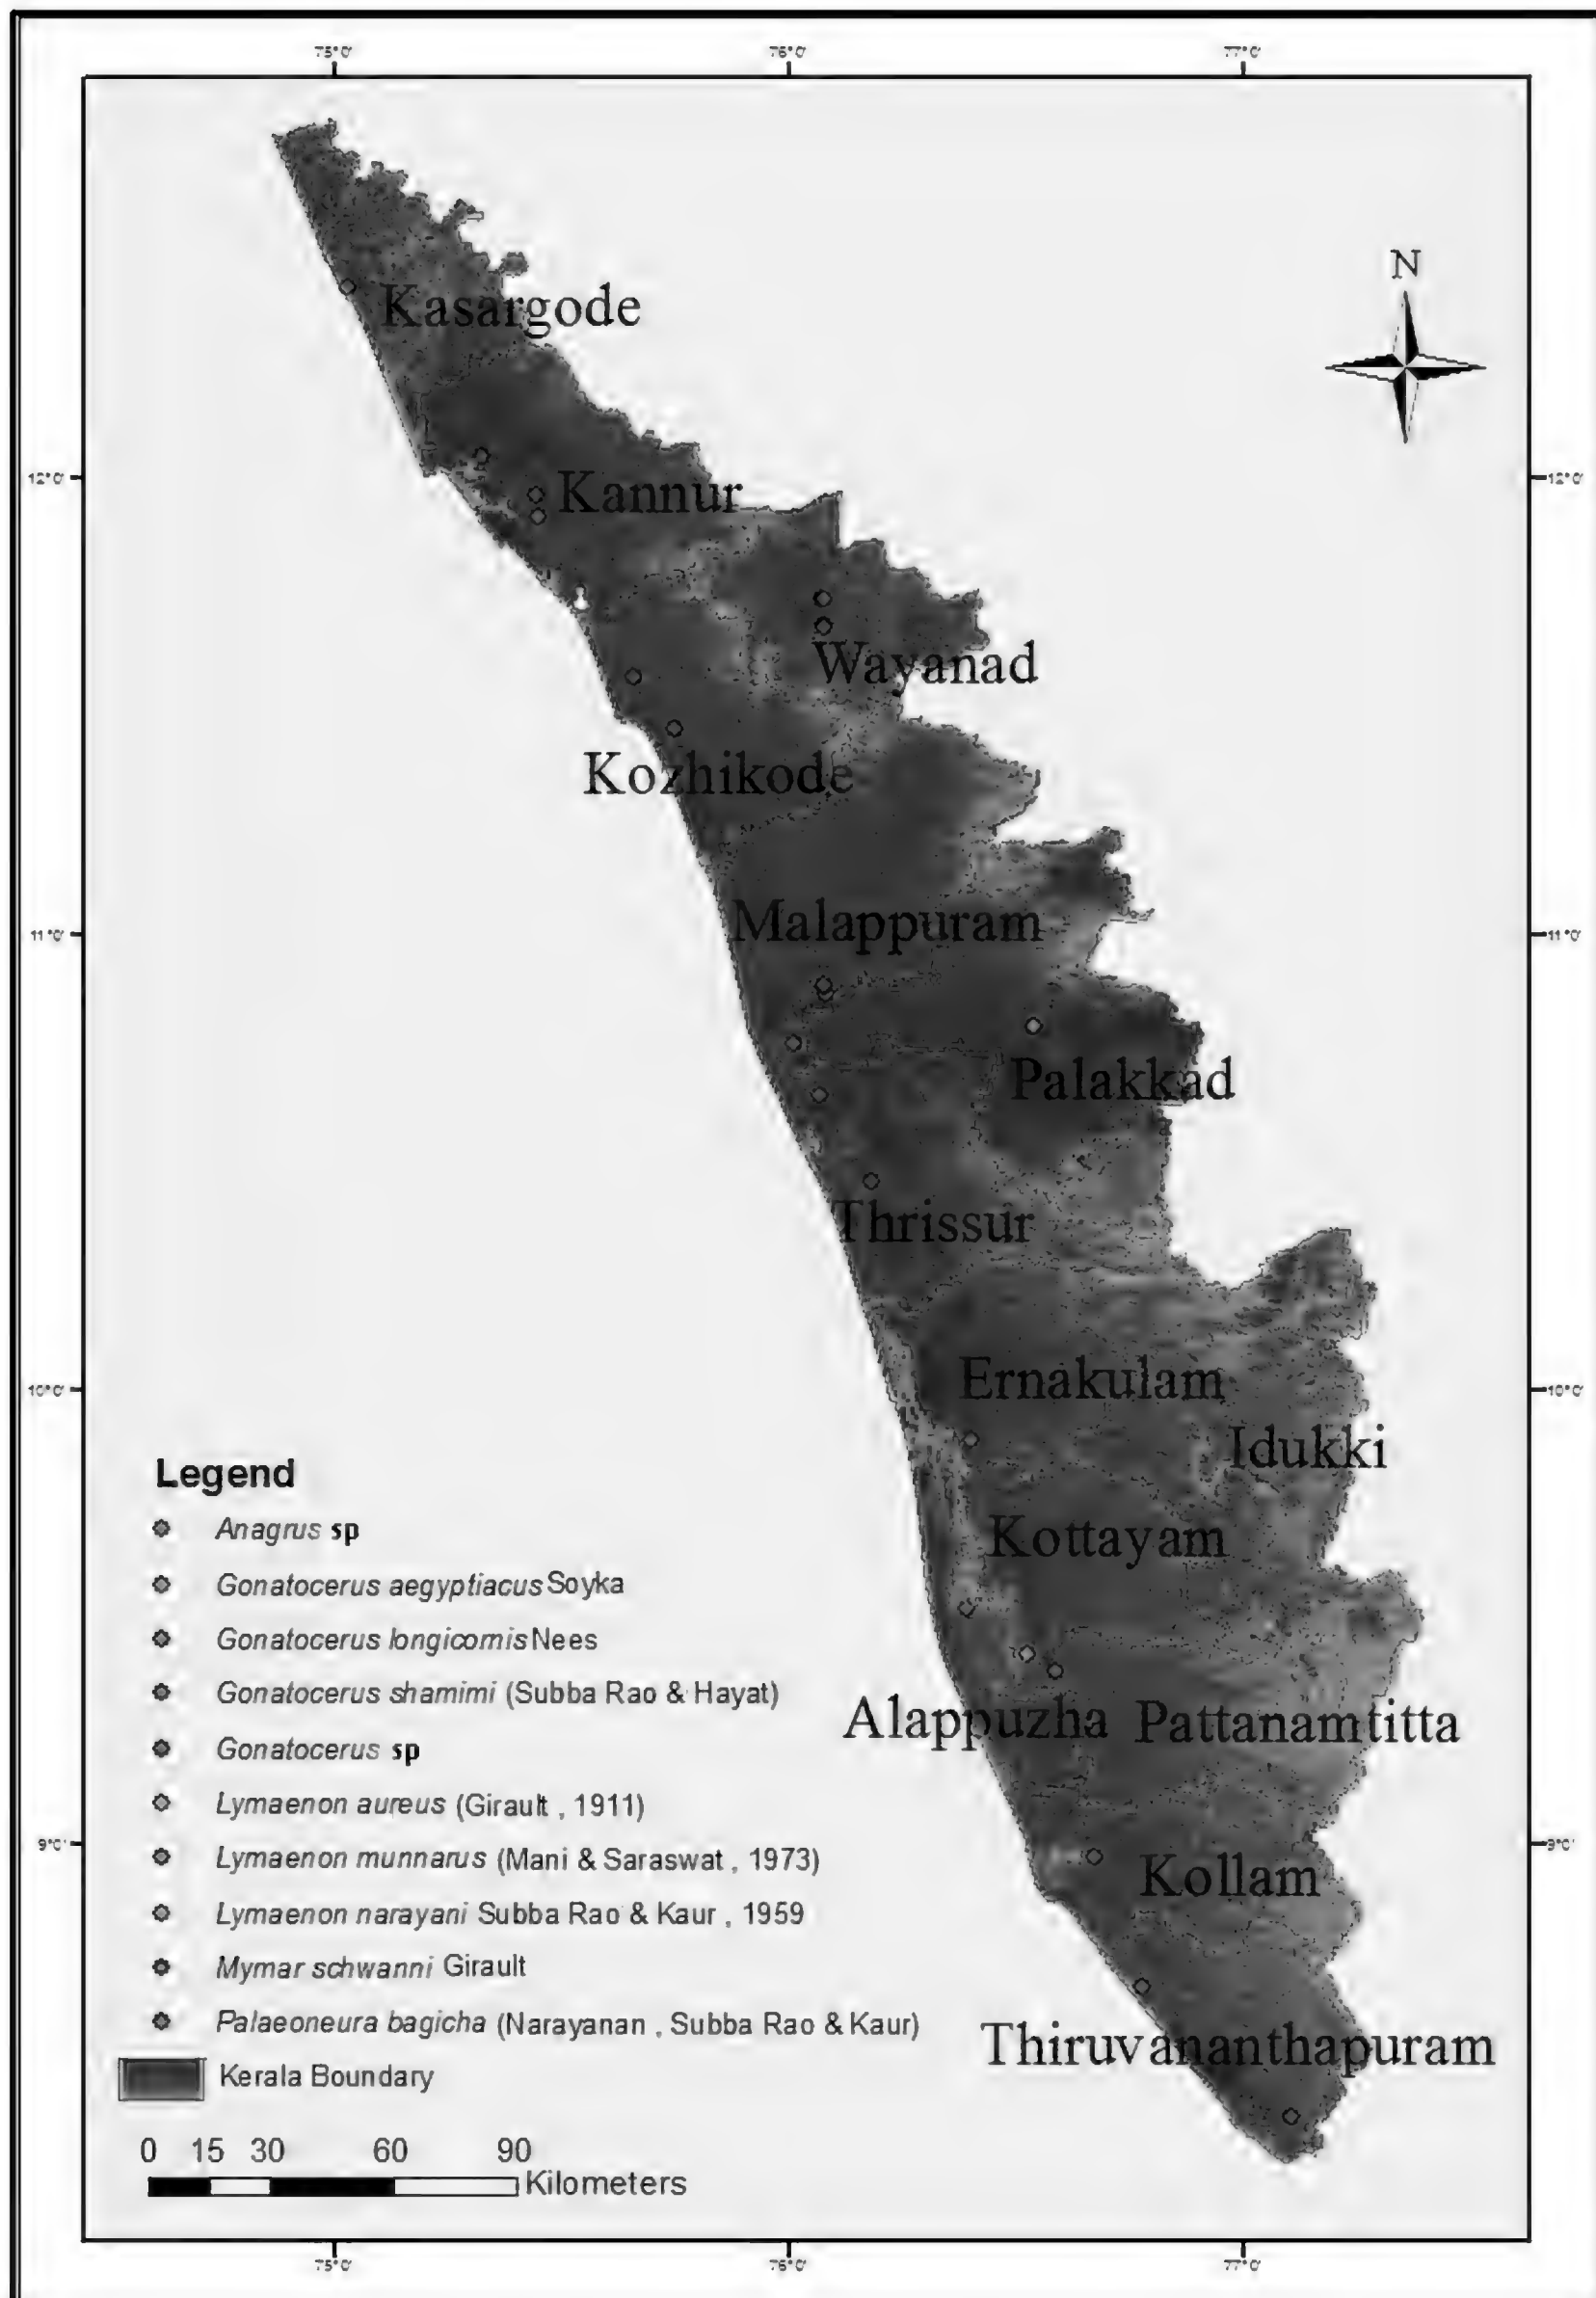 75°0' 76°0' 77°0'
N
Kasargode
12°0' 12°0'
Kannur
Wayanad
Kozhikode
Malappuram
11°0' 11°0'
Palakkad
Thrissur
Ernakulam
10°0' 10°0'
Idukki
Kottayam
Alappuzha Pattanamtitta
9°0' 9°0'
Kollam
Thiruvananthapuram
Legend
Anagrus sp
Gonatocerus aegyptiacus Soyka
Gonatocerus longicornis Nees
Gonatocerus shamimi (Subba Rao & Hayat)
Gonatocerus sp
Lymaenon aureus (Girault , 1911)
Lymaenon munnarus (Mani & Saraswat , 1973)
Lymaenon narayani Subba Rao & Kaur , 1959
Mymar schwanni Girault
Palaeoneura bagicha (Narayanan , Subba Rao & Kaur)
Kerala Boundary
0 15 30 60 90
Kilometers
75°0' 76°0' 77°0'